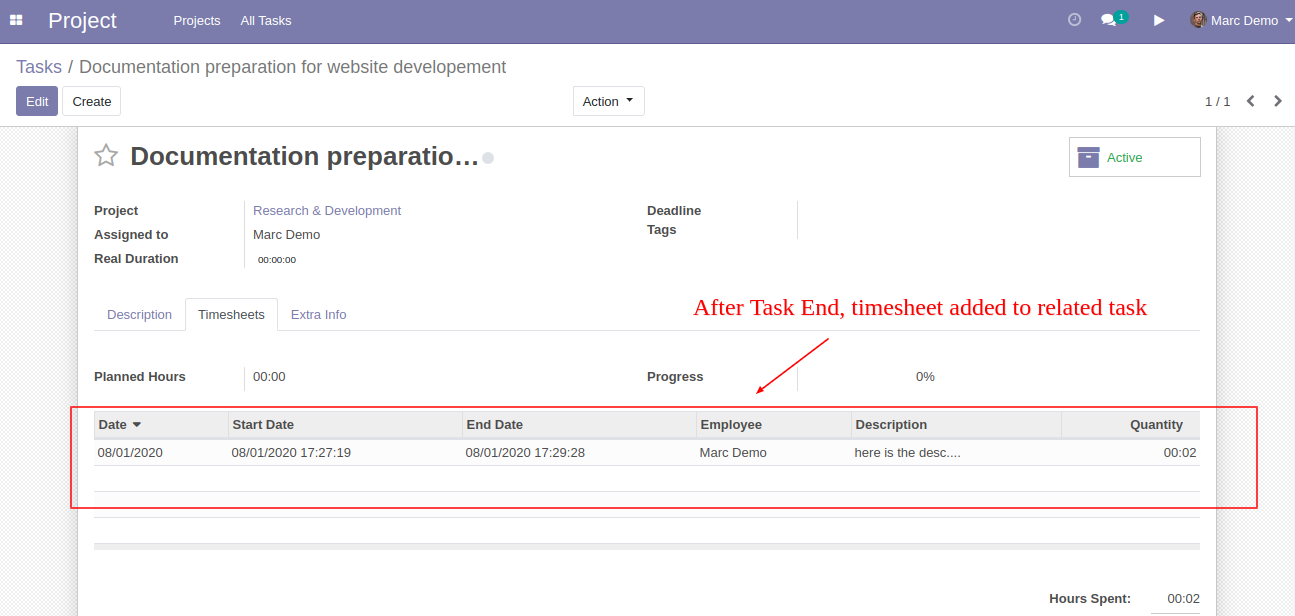 Project Projects All Tasks 1 Marc Demo
Tasks / Documentation preparation for website developement
Edit Create Action 1 / 1
Documentation preparatio... Active
Project Research & Development Deadline
Assigned to Marc Demo Tags
Real Duration 00:00:00
After Task End, timesheet added to related task
Description Timesheets Extra Info
Planned Hours 00:00 Progress 0%
Date Start Date End Date Employee Description Quantity
08/01/2020 08/01/2020 17:27:19 08/01/2020 17:29:28 Marc Demo here is the desc.... 00:02
Hours Spent: 00:02